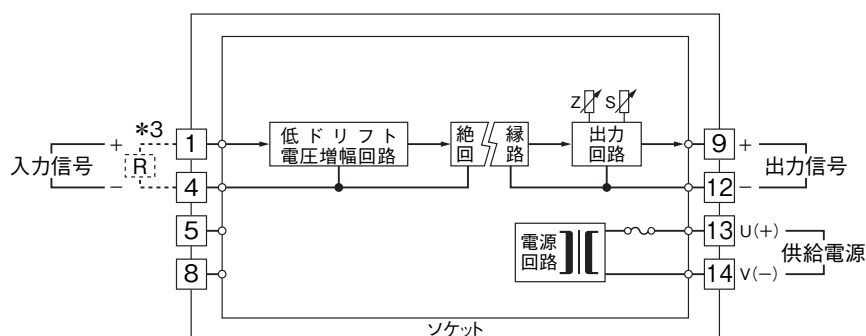 Z S
*3
+ 1 低ドリフト 電圧増幅回路 絶縁 回路 出力 回路 9 +
入力信号 R 出力信号
− 4 12 −
5 13 U(+)
電源 回路 供給電源
8 14 V(−)
ソケット